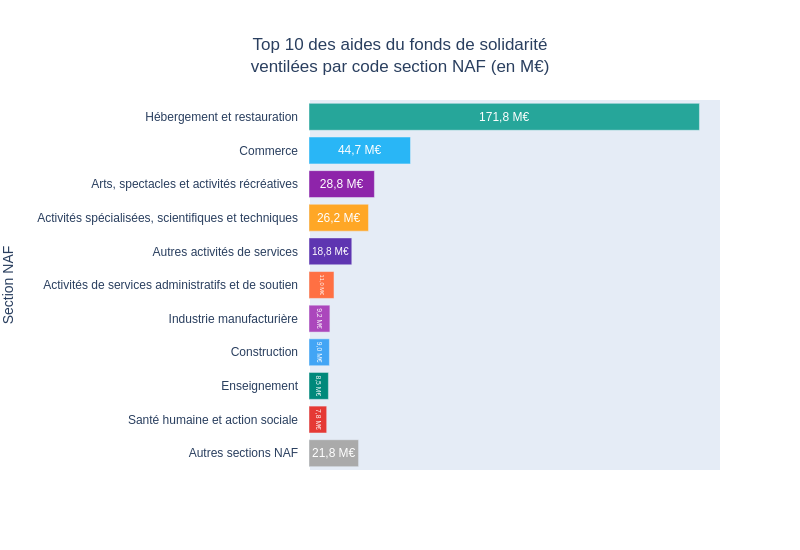 Top 10 des aides du fonds de solidarité
ventilées par code section NAF (en M€)
Section NAF
Hébergement et restauration
171,8 M€
Commerce
44,7 M€
Arts, spectacles et activités récréatives
28,8 M€
Activités spécialisées, scientifiques et techniques
26,2 M€
Autres activités de services
18,8 M€
Activités de services administratifs et de soutien
11,0 M€
Industrie manufacturière
9,2 M€
Construction
9,0 M€
Enseignement
8,5 M€
Santé humaine et action sociale
7,8 M€
Autres sections NAF
21,8 M€